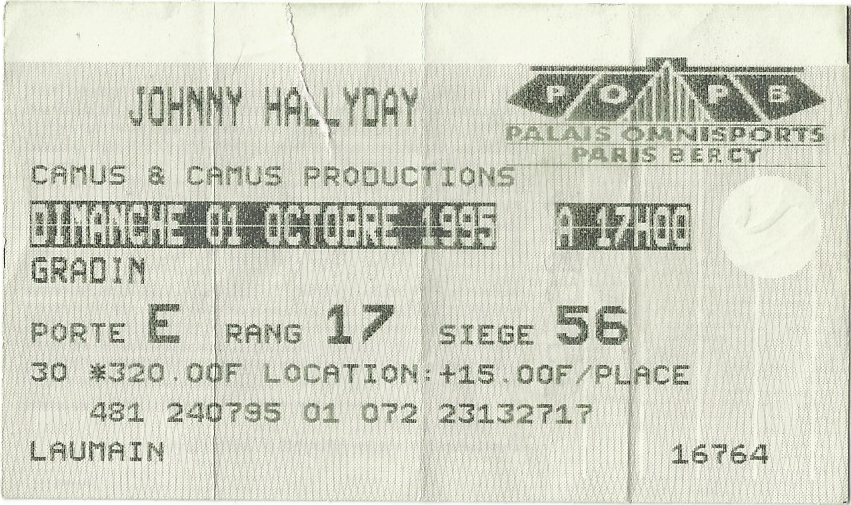 JOHNNY HALLYDAY
P O P B
PALAIS OMNISPORTS
PARIS BERCY
CAMUS & CAMUS PRODUCTIONS
DIMANCHE 01 OCTOBRE 1995 A 17H00
GRADIN
PORTE E RANG 17 SIEGE 56
30 *320.00F LOCATION:+15.00F/PLACE
481 240795 01 072 23132717
LAUMAIN 16764